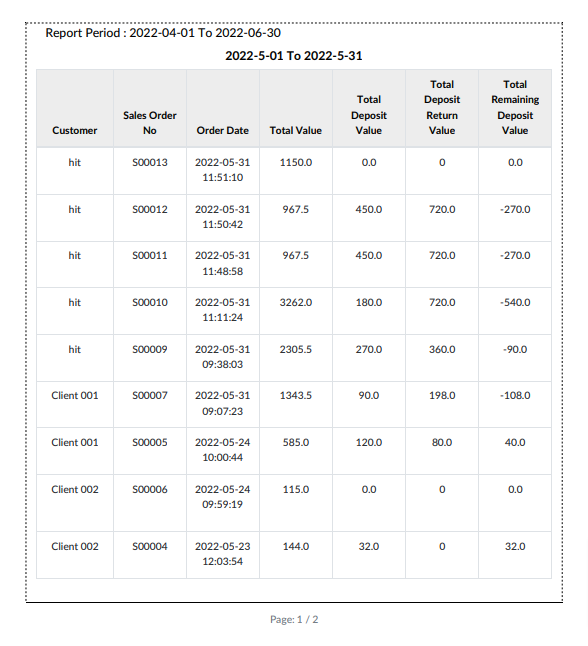 Report Period : 2022-04-01 To 2022-06-30
2022-5-01 To 2022-5-31
Customer Sales Order No Order Date Total Value Total Deposit Value Total Deposit Return Value Total Remaining Deposit Value
hit S00013 2022-05-31 11:51:10 1150.0 0.0 0 0.0
hit S00012 2022-05-31 11:50:42 967.5 450.0 720.0 -270.0
hit S00011 2022-05-31 11:48:58 967.5 450.0 720.0 -270.0
hit S00010 2022-05-31 11:11:24 3262.0 180.0 720.0 -540.0
hit S00009 2022-05-31 09:38:03 2305.5 270.0 360.0 -90.0
Client 001 S00007 2022-05-31 09:07:23 1343.5 90.0 198.0 -108.0
Client 001 S00005 2022-05-24 10:00:44 585.0 120.0 80.0 40.0
Client 002 S00006 2022-05-24 09:59:19 115.0 0.0 0 0.0
Client 002 S00004 2022-05-23 12:03:54 144.0 32.0 0 32.0
Page: 1 / 2